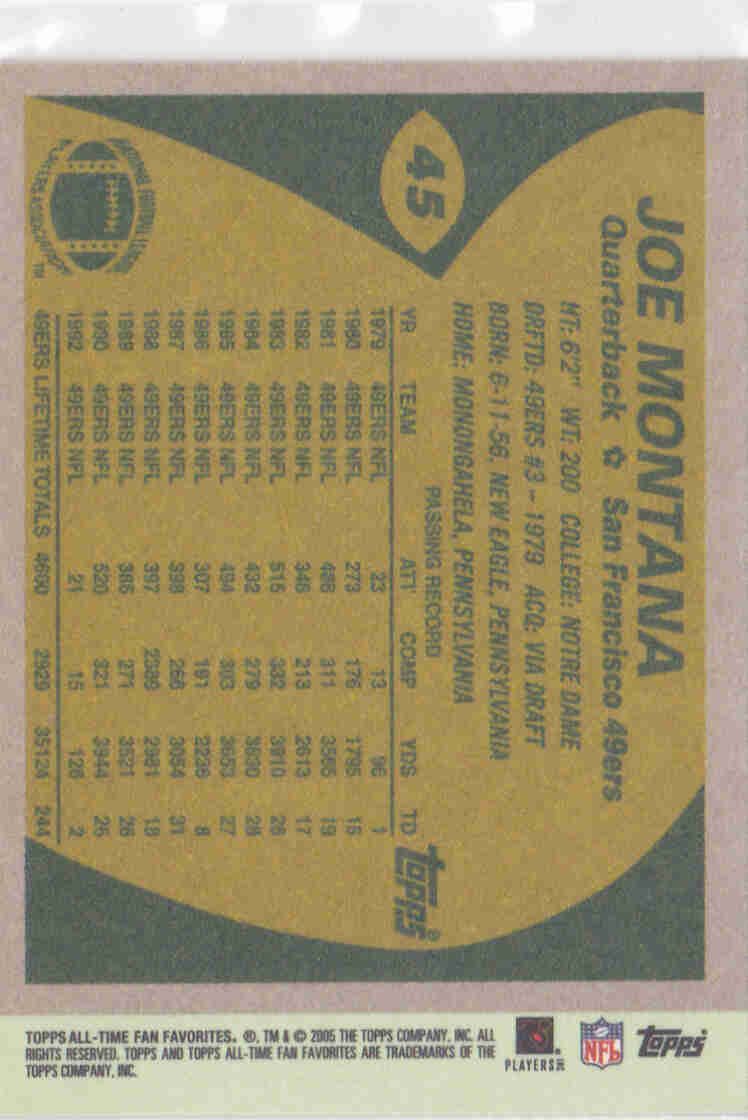 45
JOE MONTANA
Quarterback ☆ San Francisco 49ers
HT: 6'2" WT: 200 COLLEGE: NOTRE DAME
DRFTD: 49ERS #3-1979 ACQ: VIA DRAFT
BORN: 6-11-56, NEW EAGLE, PENNSYLVANIA
HOME: MONONGAHELA, PENNSYLVANIA
PASSING RECORD
YR TEAM ATT COMP YDS TD
1979 49ERS NFL 23 13 96 1
1980 49ERS NFL 273 176 1795 15
1981 49ERS NFL 488 311 3565 19
1982 49ERS NFL 346 213 2613 17
1983 49ERS NFL 515 332 3910 26
1984 49ERS NFL 432 279 3630 28
1985 49ERS NFL 494 303 3653 27
1986 49ERS NFL 307 191 2236 8
1987 49ERS NFL 398 266 3054 31
1988 49ERS NFL 397 2389 2981 18
1989 49ERS NFL 386 271 3521 26
1990 49ERS NFL 520 321 3944 26
1992 49ERS NFL 21 15 126 2
49ERS LIFETIME TOTALS 4600 2929 35124 244
TOPPS®
TOPPS ALL-TIME FAN FAVORITES. ®, TM & © 2005 THE TOPPS COMPANY, INC. ALL
RIGHTS RESERVED. TOPPS AND TOPPS ALL-TIME FAN FAVORITES ARE TRADEMARKS OF THE
TOPPS COMPANY, INC.
PLAYERS INC
NFL
TOPPS